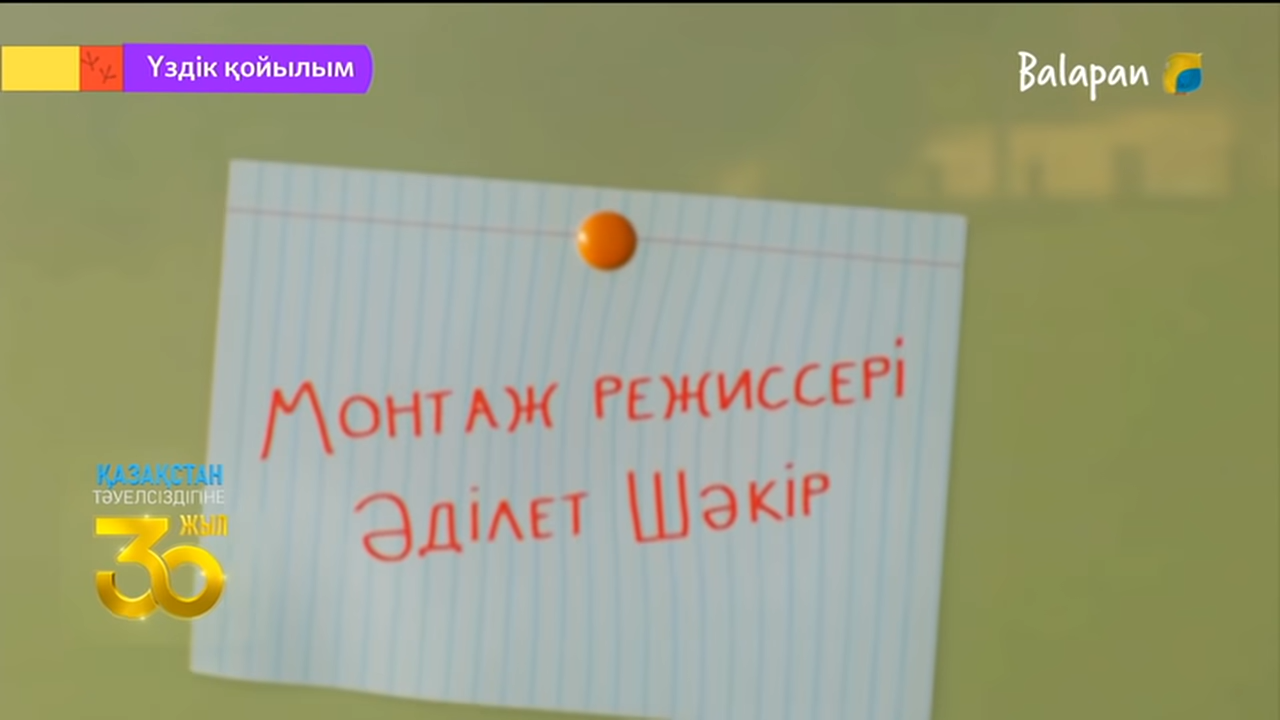 Үздік қойылым
Balapan
Монтаж режиссері
Әділет Шәкір
ҚАЗАҚСТАН
ТӘУЕЛСІЗДІГІНЕ
30 ЖЫЛ